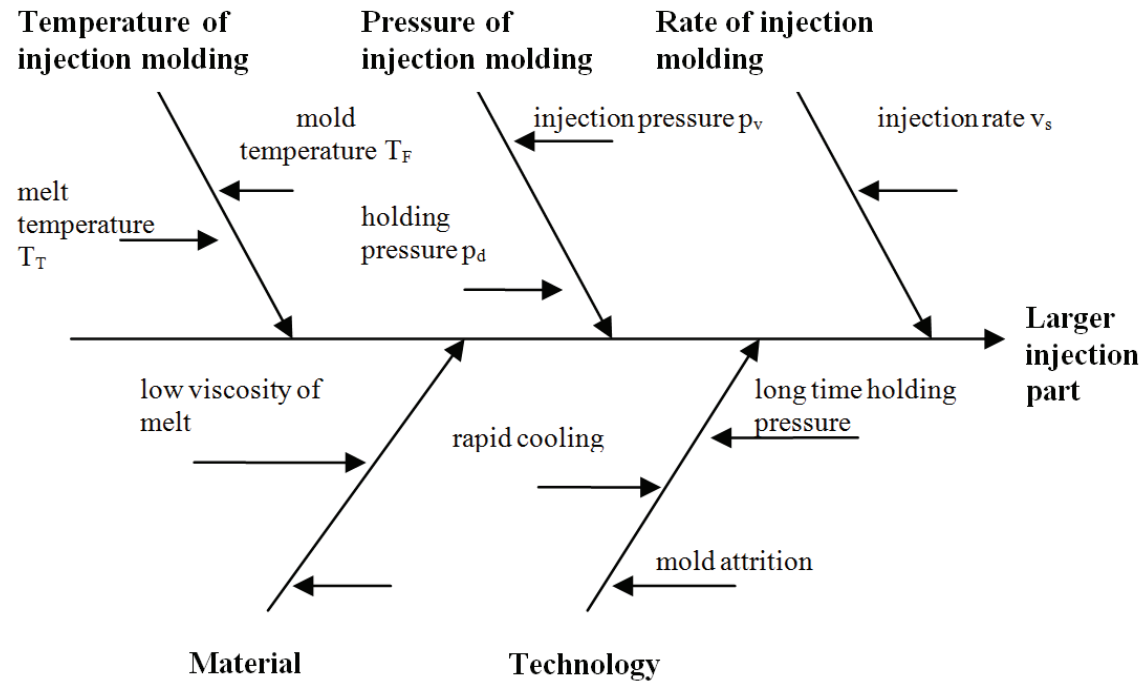 Temperature of
injection molding
Pressure of
injection molding
Rate of injection
molding
mold
temperature T_F
injection pressure p_v
injection rate v_s
melt
temperature
T_T
holding
pressure p_d
Larger
injection
part
low viscosity of
melt
rapid cooling
long time holding
pressure
mold attrition
Material
Technology